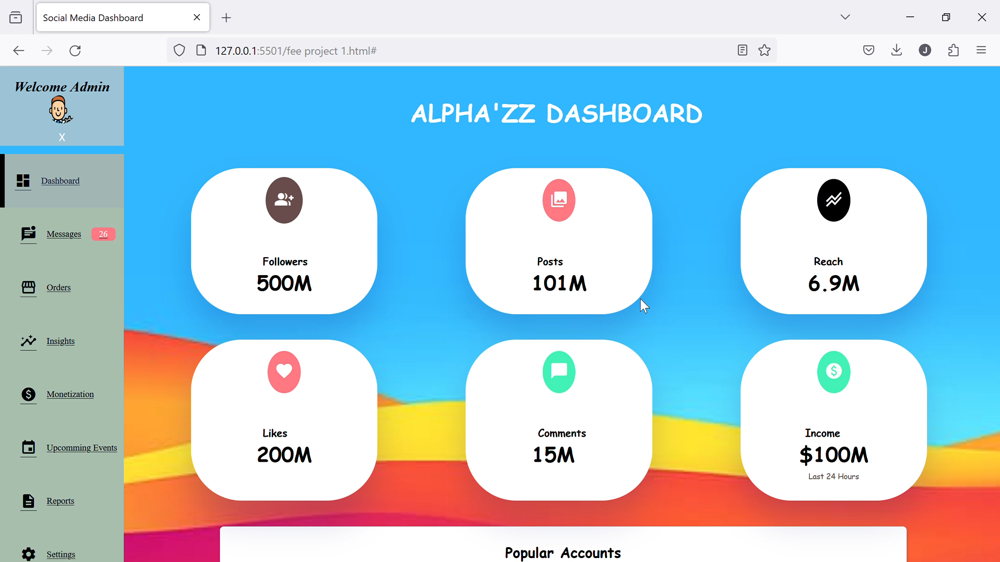 Social Media Dashboard
127.0.0.1:5501/fee project 1.html#
J
Welcome Admin
X
Dashboard
Messages 26
Orders
Insights
Monetization
Upcomming Events
Reports
Settings
ALPHA'ZZ DASHBOARD
Followers
500M
Posts
101M
Reach
6.9M
Likes
200M
Comments
15M
Income
$100M
Last 24 Hours
Popular Accounts